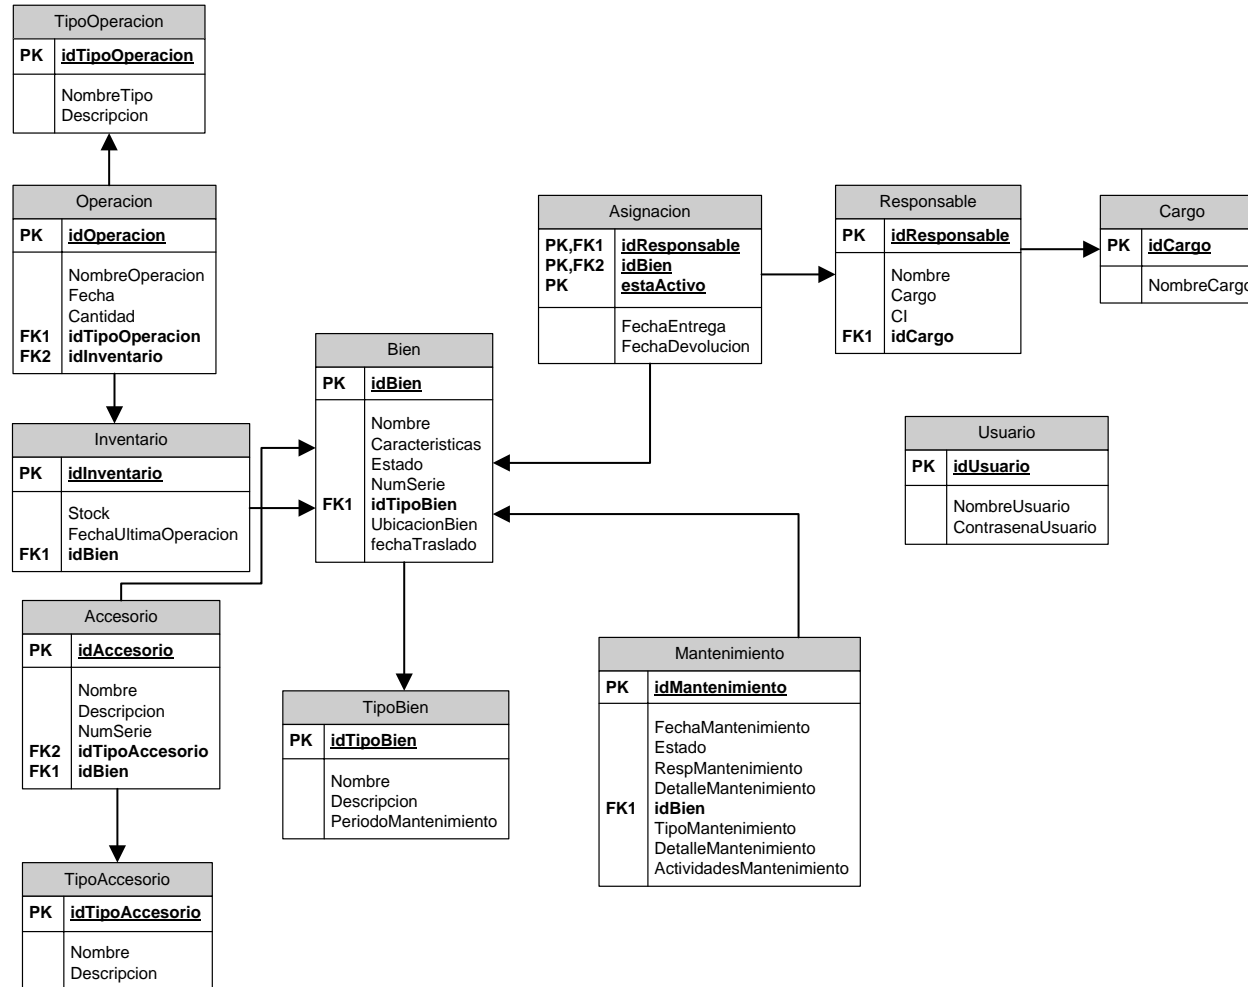 TipoOperacion
PK idTipoOperacion
NombreTipo
Descripcion
Operacion
PK idOperacion
NombreOperacion
Fecha
Cantidad
FK1 idTipoOperacion
FK2 idInventario
Inventario
PK idInventario
Stock
FechaUltimaOperacion
FK1 idBien
Accesorio
PK idAccesorio
Nombre
Descripcion
NumSerie
FK2 idTipoAccesorio
FK1 idBien
TipoAccesorio
PK idTipoAccesorio
Nombre
Descripcion
Bien
PK idBien
Nombre
Caracteristicas
Estado
NumSerie
FK1 idTipoBien
UbicacionBien
fechaTraslado
TipoBien
PK idTipoBien
Nombre
Descripcion
PeriodoMantenimiento
Asignacion
PK,FK1 idResponsable
PK,FK2 idBien
PK estaActivo
FechaEntrega
FechaDevolucion
Responsable
PK idResponsable
Nombre
Cargo
CI
FK1 idCargo
Cargo
PK idCargo
NombreCargo
Usuario
PK idUsuario
NombreUsuario
ContrasenaUsuario
Mantenimiento
PK idMantenimiento
FechaMantenimiento
Estado
RespMantenimiento
DetalleMantenimiento
FK1 idBien
TipoMantenimiento
DetalleMantenimiento
ActividadesMantenimiento